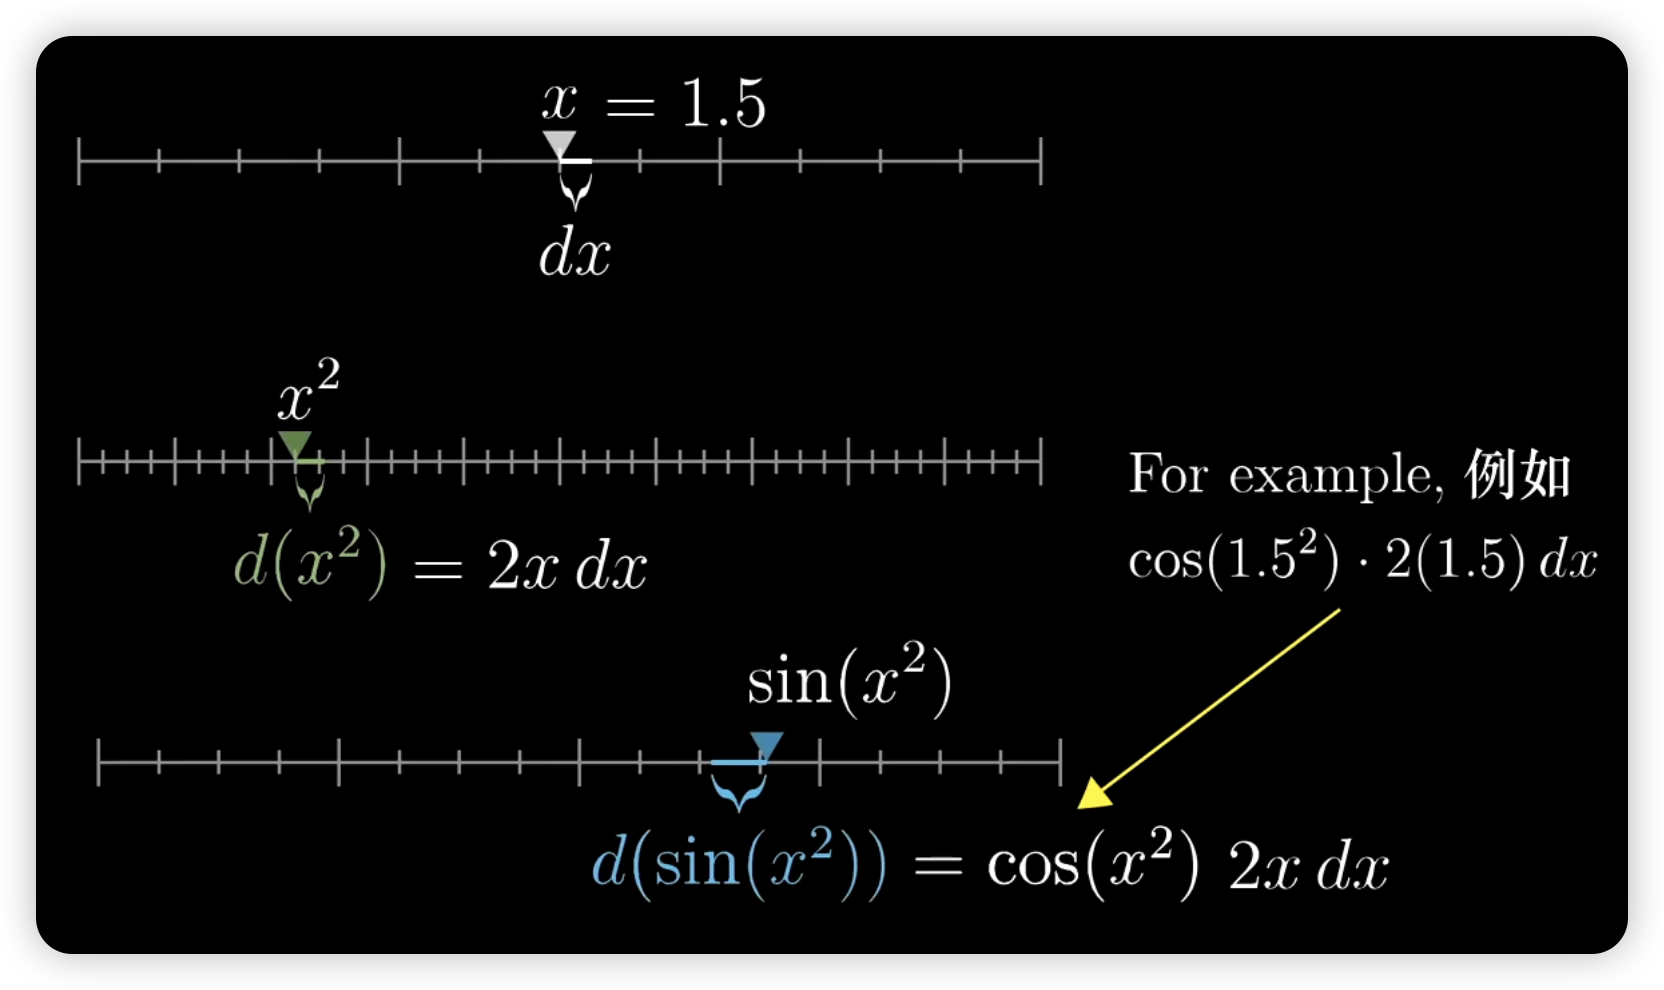 x = 1.5
dx
x²
d(x²) = 2x dx
For example, 例如
cos(1.5²) · 2(1.5) dx
sin(x²)
d(sin(x²)) = cos(x²) 2x dx